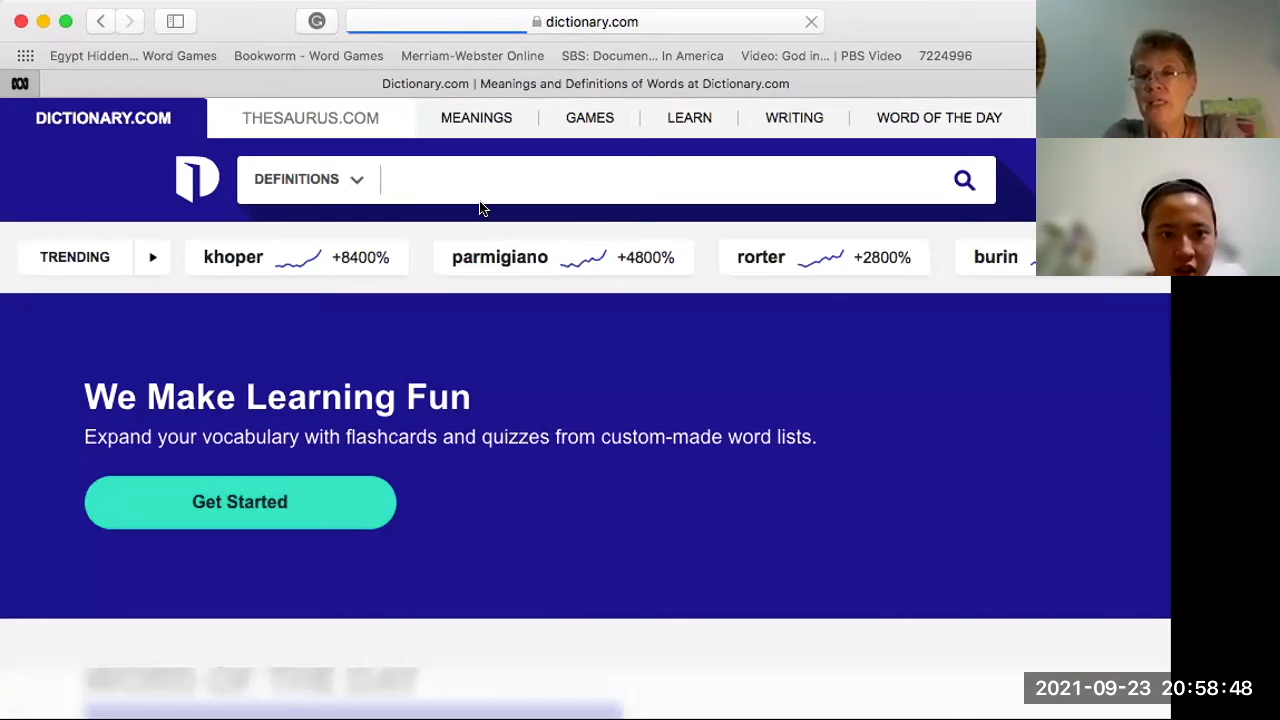 dictionary.com
Egypt Hidden... Word Games Bookworm - Word Games Merriam-Webster Online SBS: Documen... In America Video: God in... | PBS Video 7224996
Dictionary.com | Meanings and Definitions of Words at Dictionary.com
DICTIONARY.COM THESAURUS.COM MEANINGS GAMES LEARN WRITING WORD OF THE DAY
DEFINITIONS
TRENDING khoper +8400% parmigiano +4800% rorter +2800% burin
We Make Learning Fun
Expand your vocabulary with flashcards and quizzes from custom-made word lists.
Get Started
WORD OF THE DAY
2021-09-23 20:58:48